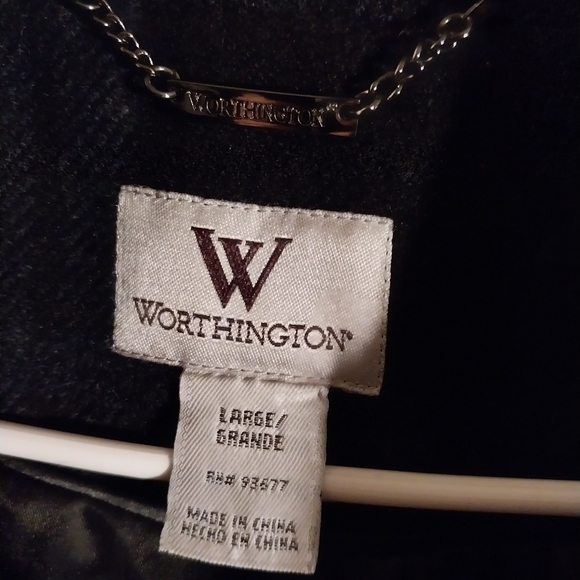 WORTHINGTON®
W
WORTHINGTON®
LARGE/
GRANDE
RN# 93677
MADE IN CHINA
HECHO EN CHINA